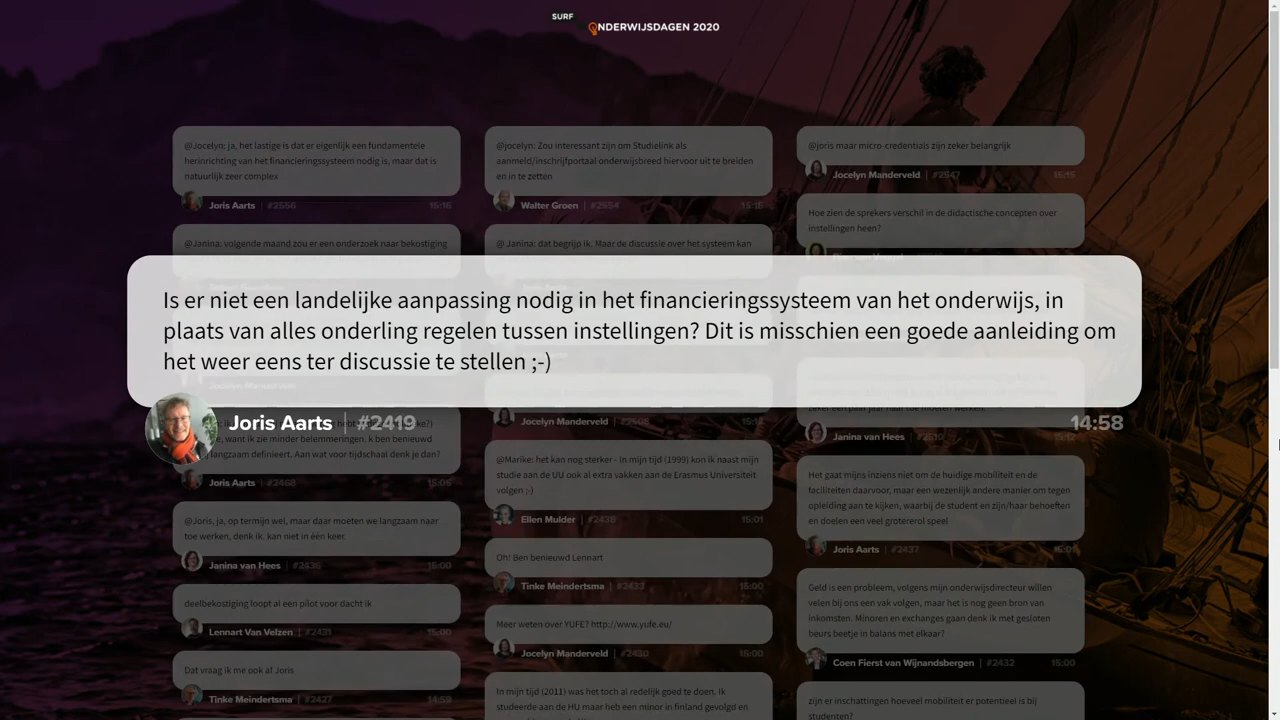 SURF
ONDERWIJSDAGEN 2020
@Jocelyn: ja, het lastige is dat er eigenlijk een fundamentele
herinrichting van het financieringssysteem nodig is, maar dat is
natuurlijk zeer complex
Joris Aarts | #2556 15:16
@Janina: volgende maand zou er een onderzoek naar bekostiging
@jocelyn: Zou interessant zijn om Studielink als
aanmeld/inschrijfportaal onderwijsbreed hiervoor uit te breiden
en in te zetten
Walter Groen | #2554 15:15
@ Janina: dat begrijp ik. Maar de discussie over het systeem kan
@joris maar micro-credentials zijn zeker belangrijk
Jocelyn Manderveld | #2547 15:15
Hoe zien de sprekers verschil in de didactische concepten over
instellingen heen?
Is er niet een landelijke aanpassing nodig in het financieringssysteem van het onderwijs, in
plaats van alles onderling regelen tussen instellingen? Dit is misschien een goede aanleiding om
het weer eens ter discussie te stellen ;-)
Joris Aarts | #2419 14:58
want ik zie minder belemmeringen. k ben benieuwd
langzaam definieert. Aan wat voor tijdschaal denk je dan?
Joris Aarts | #2468 15:05
@Joris, ja, op termijn wel, maar daar moeten we langzaam naar
toe werken, denk ik. kan niet in één keer.
Janina van Hees | #2436 15:00
deelbekostiging loopt al een pilot voor dacht ik
Lennart Van Velzen | #2431 15:00
Dat vraag ik me ook af Joris
Tinke Meindertsma | #2427 14:59
Jocelyn Manderveld
@Marike: het kan nog sterker - In mijn tijd (1999) kon ik naast mijn
studie aan de UU ook al extra vakken aan de Erasmus Universiteit
volgen ;-)
Ellen Mulder | #2438 15:01
Oh! Ben benieuwd Lennart
Tinke Meindertsma | #2433 15:00
Meer weten over YUFE? http://www.yufe.eu/
Jocelyn Manderveld | #2430 15:00
In mijn tijd (2011) was het toch al redelijk goed te doen. Ik
studeerde aan de HU maar heb een minor in finland gevolgd en
zeker een paar jaar naar toe moeten werken.
Janina van Hees | #2510 15:12
Het gaat mijns inziens niet om de huidige mobiliteit en de
faciliteiten daarvoor, maar een wezenlijk andere manier om tegen
opleiding aan te kijken, waarbij de student en zijn/haar behoeften
en doelen een veel groterерol speel
Joris Aarts | #2437 15:01
Geld is een probleem, volgens mijn onderwijsdirecteur willen
velen bij ons een vak volgen, maar het is nog geen bron van
inkomsten. Minoren en exchanges gaan denk ik met gesloten
beurs beetje in balans met elkaar?
Coen Fierst van Wijnandsbergen | #2432 15:00
zijn er inschattingen hoeveel mobiliteit er potentieel is bij
studenten?